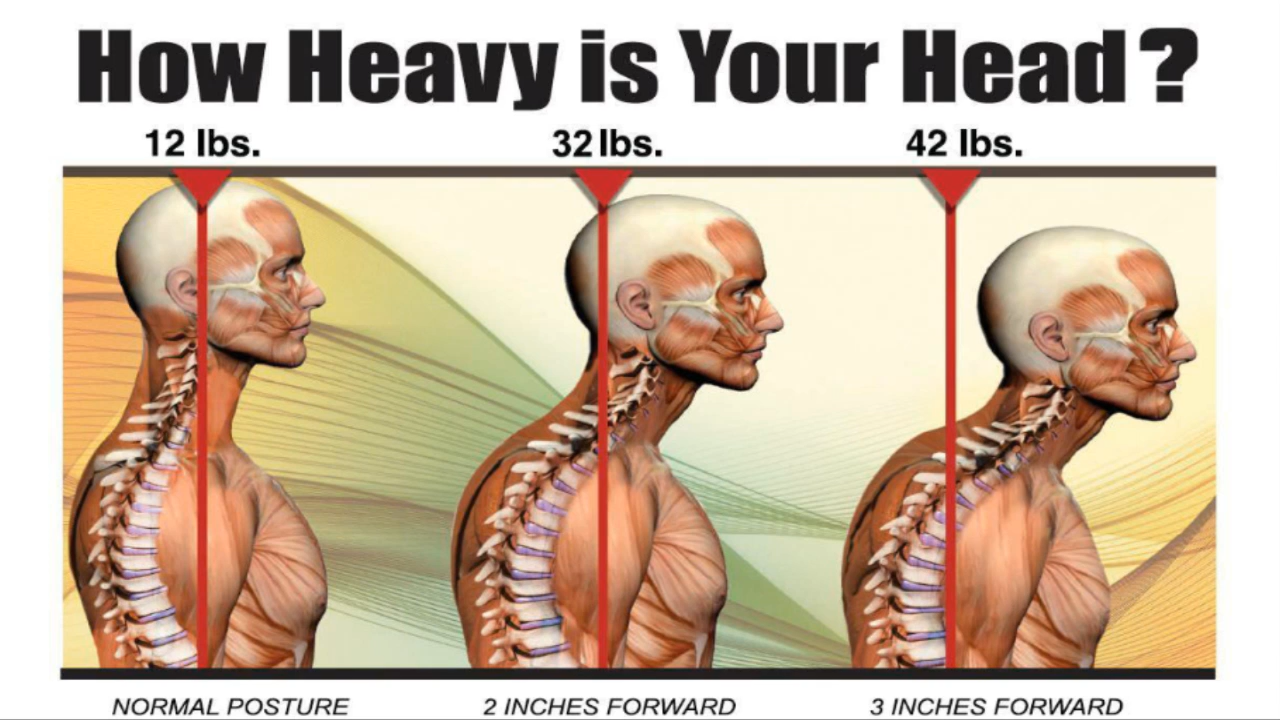 How Heavy is Your Head?
12 lbs.
32 lbs.
42 lbs.
NORMAL POSTURE
2 INCHES FORWARD
3 INCHES FORWARD